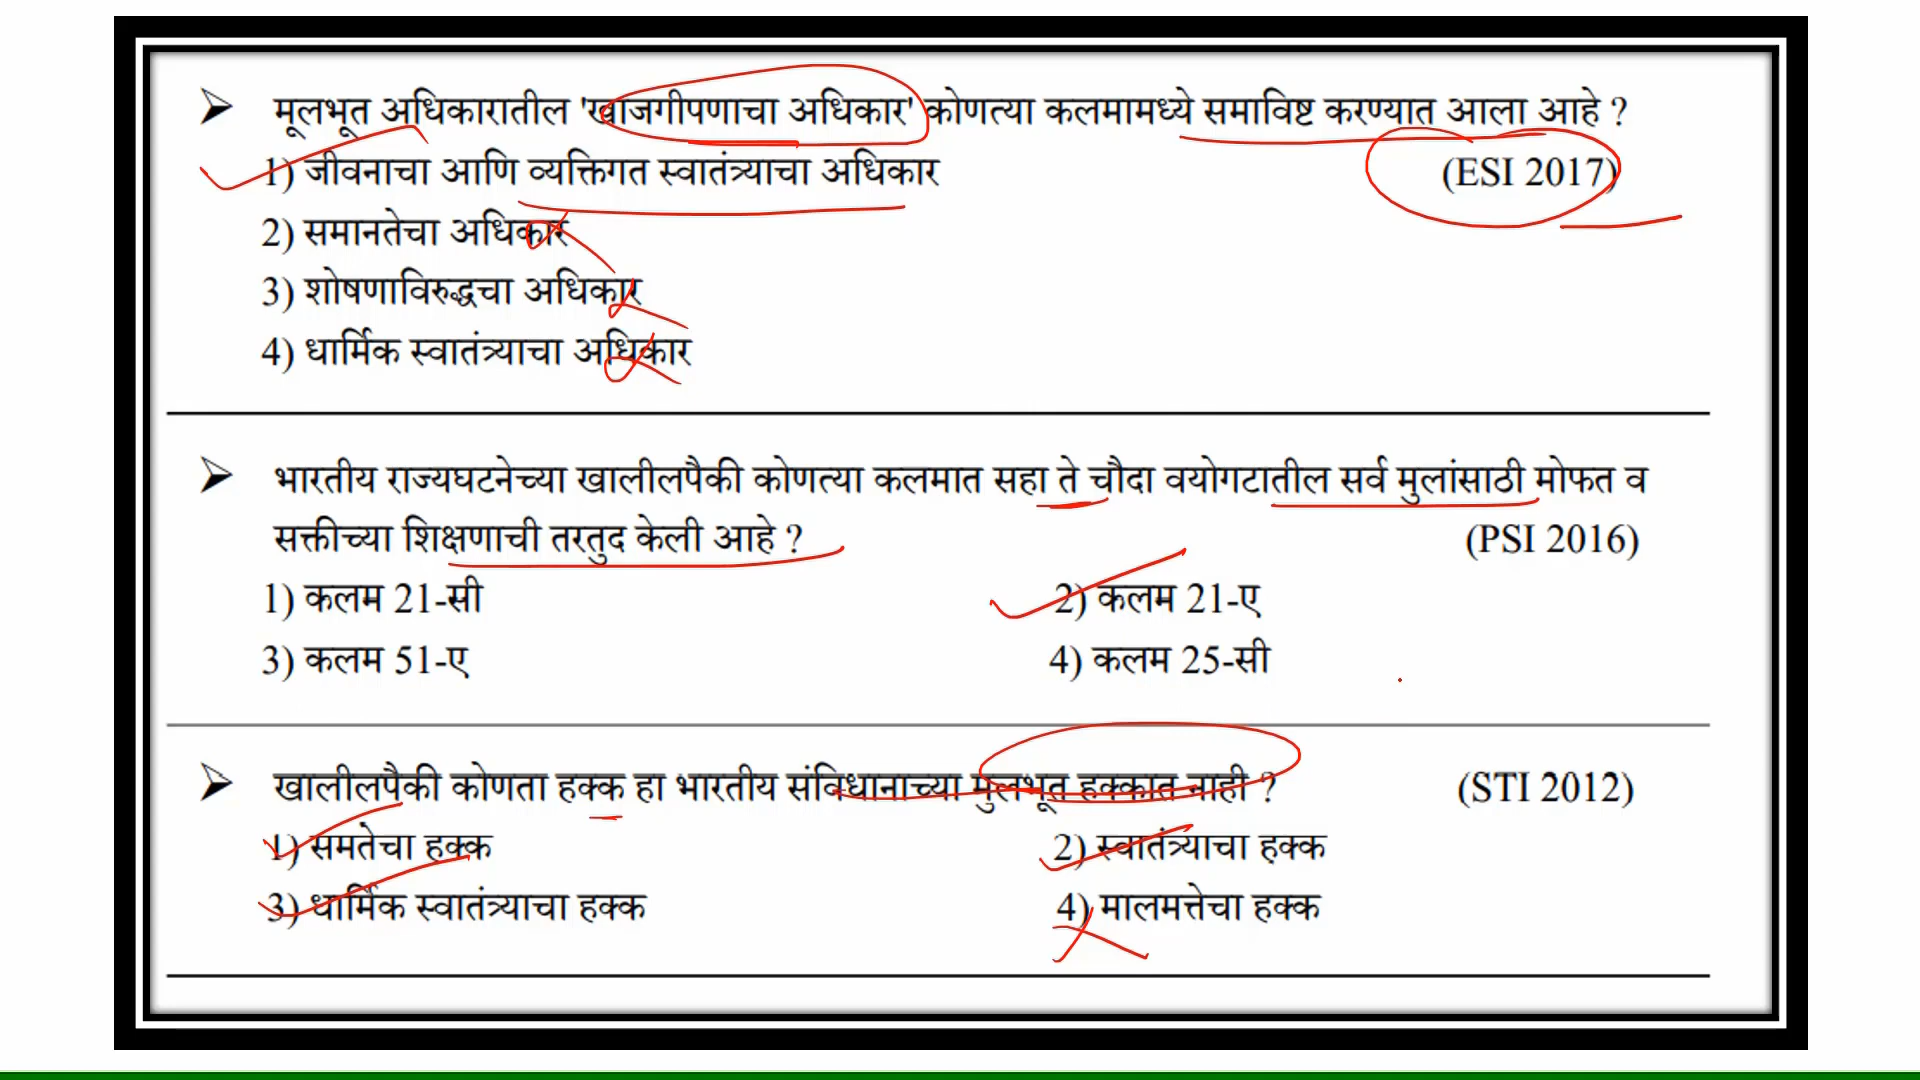 मूलभूत अधिकारातील 'खाजगीपणाचा अधिकार' कोणत्या कलमामध्ये समाविष्ट करण्यात आला आहे ?
1) जीवनाचा आणि व्यक्तिगत स्वातंत्र्याचा अधिकार (ESI 2017)
2) समानतेचा अधिकार
3) शोषणाविरुद्धचा अधिकार
4) धार्मिक स्वातंत्र्याचा अधिकार
भारतीय राज्यघटनेच्या खालीलपैकी कोणत्या कलमात सहा ते चौदा वयोगटातील सर्व मुलांसाठी मोफत व
सक्तीच्या शिक्षणाची तरतुद केली आहे ? (PSI 2016)
1) कलम 21-सी 2) कलम 21-ए
3) कलम 51-ए 4) कलम 25-सी
खालीलपैकी कोणता हक्क हा भारतीय संविधानाच्या मुलभूत हक्कात नाही ? (STI 2012)
1) समतेचा हक्क 2) स्वातंत्र्याचा हक्क
3) धार्मिक स्वातंत्र्याचा हक्क 4) मालमत्तेचा हक्क